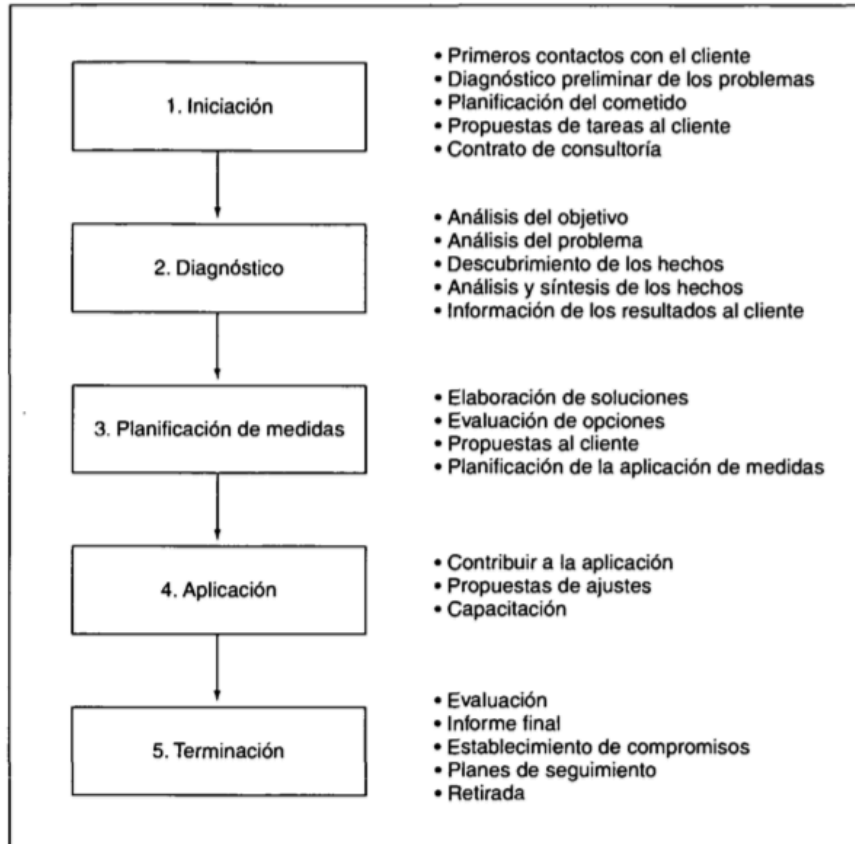 1. Iniciación
• Primeros contactos con el cliente
• Diagnóstico preliminar de los problemas
• Planificación del cometido
• Propuestas de tareas al cliente
• Contrato de consultoría
2. Diagnóstico
• Análisis del objetivo
• Análisis del problema
• Descubrimiento de los hechos
• Análisis y síntesis de los hechos
• Información de los resultados al cliente
3. Planificación de medidas
• Elaboración de soluciones
• Evaluación de opciones
• Propuestas al cliente
• Planificación de la aplicación de medidas
4. Aplicación
• Contribuir a la aplicación
• Propuestas de ajustes
• Capacitación
5. Terminación
• Evaluación
• Informe final
• Establecimiento de compromisos
• Planes de seguimiento
• Retirada